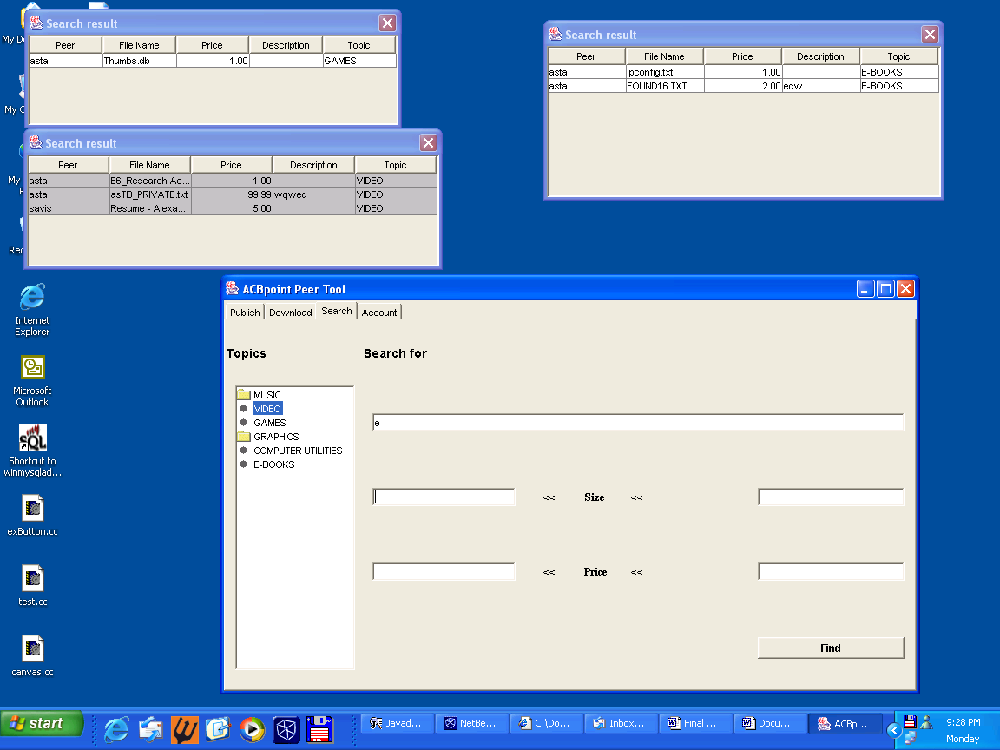 Search result
Peer File Name Price Description Topic
asta Thumbs.db 1.00 GAMES
Search result
Peer File Name Price Description Topic
asta ipconfig.txt 1.00 E-BOOKS
asta FOUND16.TXT 2.00 eqw E-BOOKS
Search result
Peer File Name Price Description Topic
asta E6_Research Ac... 1.00 VIDEO
asta asTB_PRIVATE.txt 99.99 wqweq VIDEO
savis Resume - Alexa... 5.00 VIDEO
My
My
My
Internet
Explorer
Microsoft
Outlook
SQL
Shortcut to
winmysqlad...
exButton.cc
test.cc
canvas.cc
ACBpoint Peer Tool
Publish Download Search Account
Topics Search for
MUSIC
VIDEO
GAMES
GRAPHICS
COMPUTER UTILITIES
E-BOOKS
e
<< Size <<
<< Price <<
Find
start Javad... NetBe... C:\Do... Inbox... Final ... Docu... ACBp... 9:28 PM
Monday